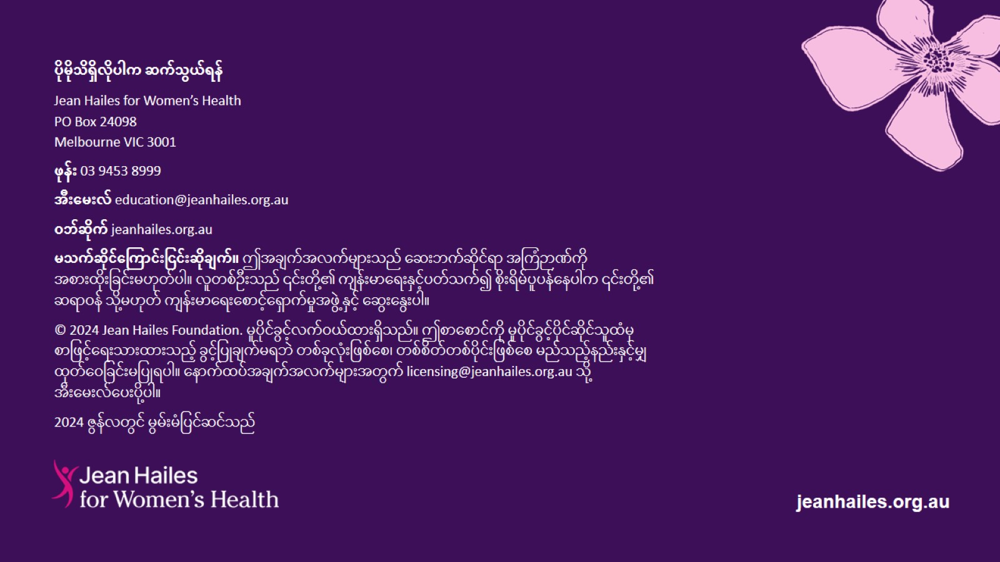 ပိုမိုသိရှိလိုပါက ဆက်သွယ်ရန်
Jean Hailes for Women’s Health
PO Box 24098
Melbourne VIC 3001
ဖုန်း 03 9453 8999
အီးမေးလ် education@jeanhailes.org.au
ဝဘ်ဆိုက် jeanhailes.org.au
မသက်ဆိုင်ကြောင်းငြင်းဆိုချက်။ ဤအချက်အလက်များသည် ဆေးဘက်ဆိုင်ရာ အကြံဉာဏ်ကို
အစားထိုးခြင်းမဟုတ်ပါ။ လူတစ်ဦးသည် ၎င်းတို့၏ ကျန်းမာရေးနှင့်ပတ်သက်၍ စိုးရိမ်ပူပန်နေပါက ၎င်းတို့၏
ဆရာဝန် သို့မဟုတ် ကျန်းမာရေးစောင့်ရှောက်မှုအဖွဲ့နှင့် ဆွေးနွေးပါ။
© 2024 Jean Hailes Foundation. မူပိုင်ခွင့်လက်ဝယ်ထားရှိသည်။ ဤစာစောင်ကို မူပိုင်ခွင့်ပိုင်ဆိုင်သူထံမှ
စာဖြင့်ရေးသားထားသည့် ခွင့်ပြုချက်မရဘဲ တစ်ခုလုံးဖြစ်စေ၊ တစ်စိတ်တစ်ပိုင်းဖြစ်စေ မည်သည့်နည်းနှင့်မျှ
ထုတ်ဝေခြင်းမပြုရပါ။ နောက်ထပ်အချက်အလက်များအတွက် licensing@jeanhailes.org.au သို့
အီးမေးလ်ပေးပို့ပါ။
2024 ဇွန်လတွင် မွမ်းမံပြင်ဆင်သည်
Jean Hailes
for Women’s Health
jeanhailes.org.au